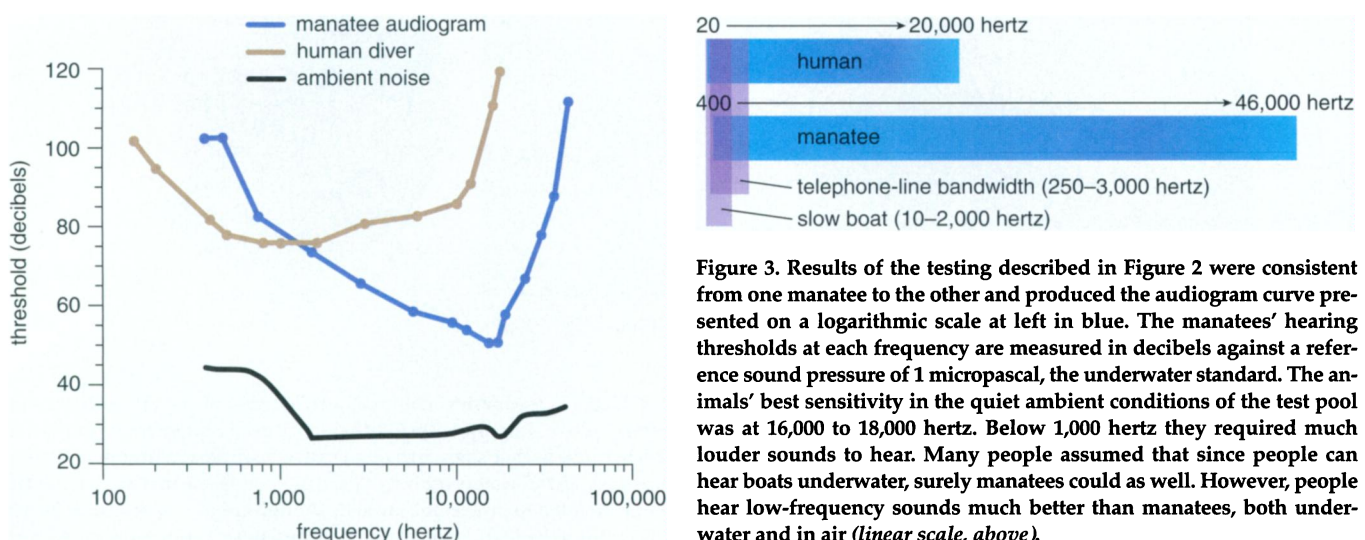 manatee audiogram
human diver
ambient noise
threshold (decibels)
120
100
80
60
40
20
100
1,000
10,000
100,000
frequency (hertz)
20
20,000 hertz
human
400
46,000 hertz
manatee
telephone-line bandwidth (250–3,000 hertz)
slow boat (10–2,000 hertz)
Figure 3. Results of the testing described in Figure 2 were consistent
from one manatee to the other and produced the audiogram curve pre-
sented on a logarithmic scale at left in blue. The manatees' hearing
thresholds at each frequency are measured in decibels against a refer-
ence sound pressure of 1 micropascal, the underwater standard. The an-
imals' best sensitivity in the quiet ambient conditions of the test pool
was at 16,000 to 18,000 hertz. Below 1,000 hertz they required much
louder sounds to hear. Many people assumed that since people can
hear boats underwater, surely manatees could as well. However, people
hear low-frequency sounds much better than manatees, both under-
water and in air (linear scale, above).